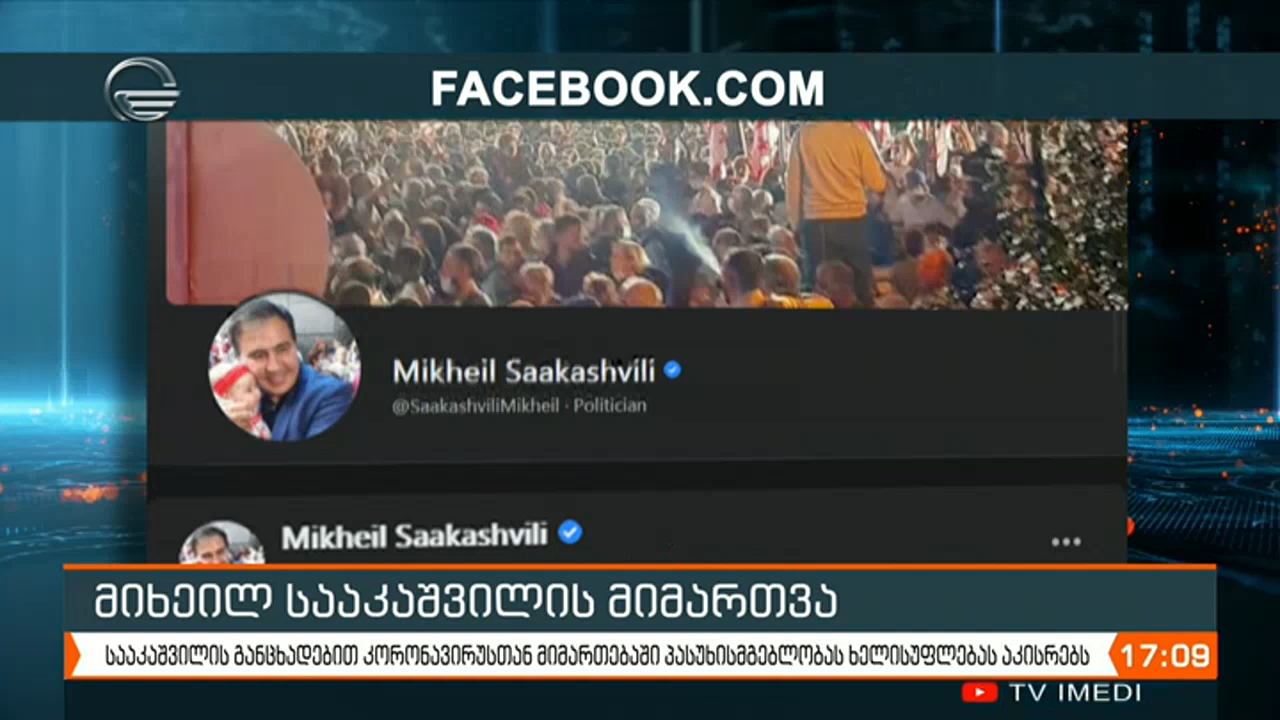 FACEBOOK.COM
Mikheil Saakashvili
@SaakashviliMikheil · Politician
Mikheil Saakashvili
მიხეილ სააკაშვილის მიმართვა
სააკაშვილის განცხადებით კორონავირუსთან მიმართებაში პასუხისმგებლობას ხელისუფლებას აკისრებს
17:09
TV IMEDI